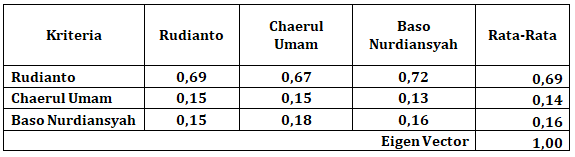 Kriteria Rudianto Chaerul Umam Baso Nurdiansyah Rata-Rata
Rudianto 0,69 0,67 0,72 0,69
Chaerul Umam 0,15 0,15 0,13 0,14
Baso Nurdiansyah 0,15 0,18 0,16 0,16
Eigen Vector 1,00